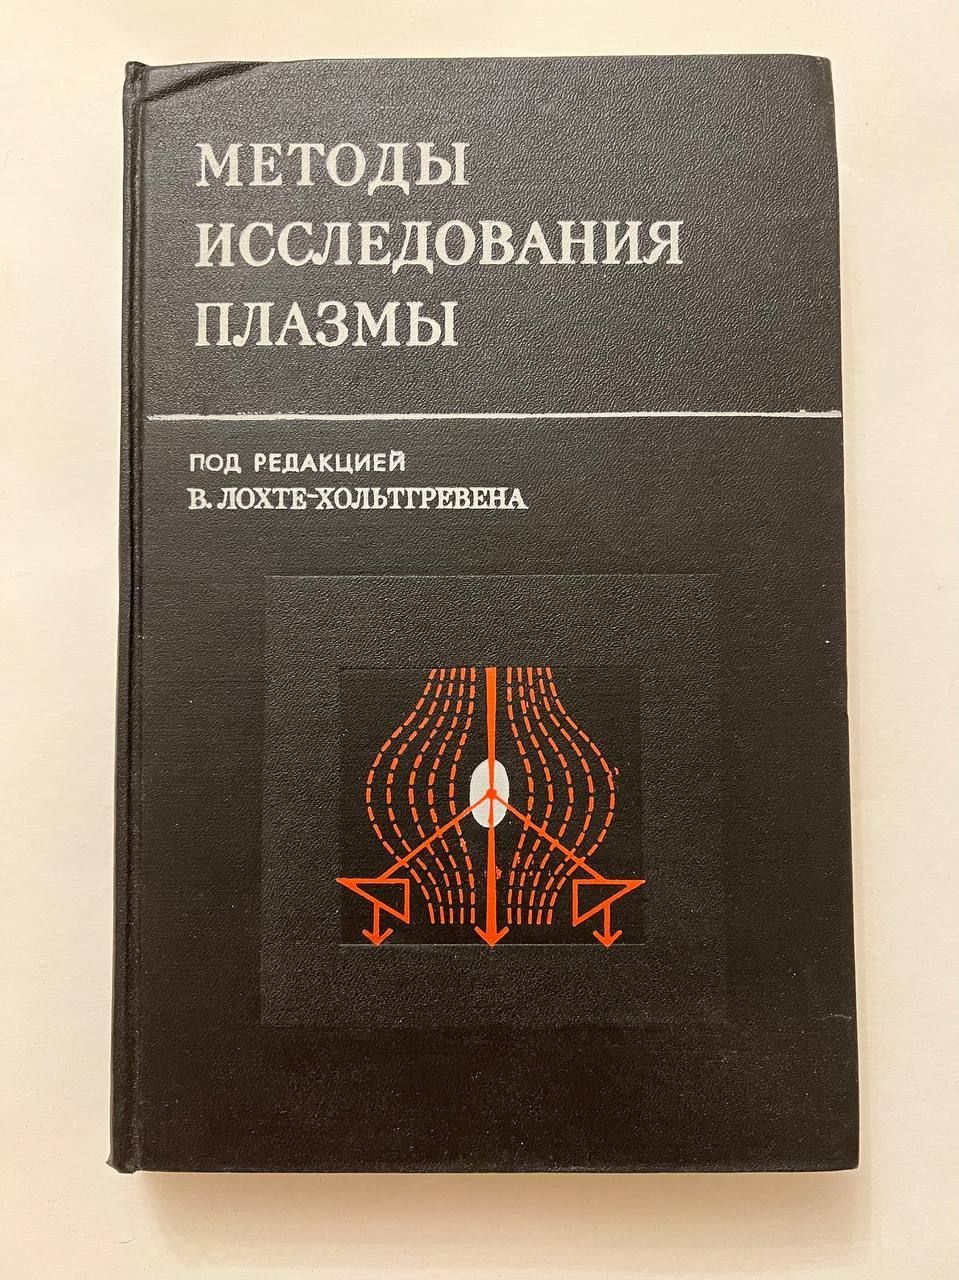 МЕТОДЫ
ИССЛЕДОВАНИЯ
ПЛАЗМЫ
ПОД РЕДАКЦИЕЙ
В. ЛОХТЕ-ХОЛЬТГРЕВЕНА